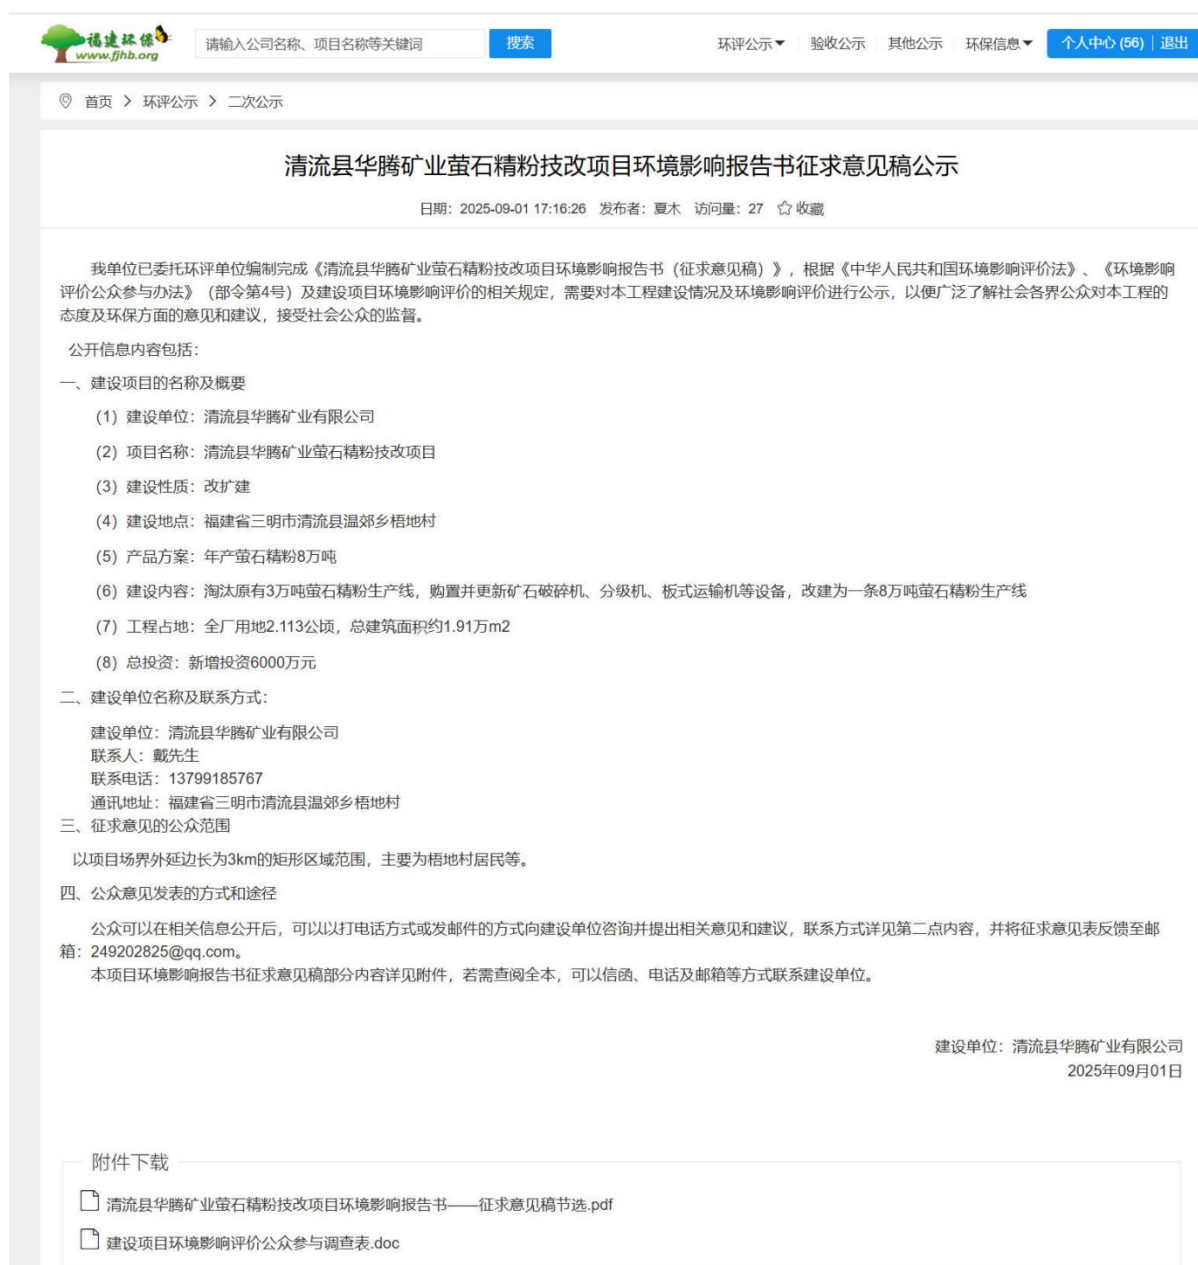 福建环保
www.fjhb.org
请输入公司名称、项目名称等关键词
搜索
环评公示
验收公示
其他公示
环保信息
个人中心 (56) | 退出
首页 > 环评公示 > 二次公示
清流县华腾矿业萤石精粉技改项目环境影响报告书征求意见稿公示
日期：2025-09-01 17:16:26 发布者：夏木 访问量：27 收藏
我单位已委托环评单位编制完成《清流县华腾矿业萤石精粉技改项目环境影响报告书（征求意见稿）》，根据《中华人民共和国环境影响评价法》、《环境影响
评价公众参与办法》（部令第4号）及建设项目环境影响评价的相关规定，需要对本工程建设情况及环境影响评价进行公示，以便广泛了解社会各界公众对本工程的
态度及环保方面的意见和建议，接受社会公众的监督。
公开信息内容包括：
一、建设项目的名称及概要
（1）建设单位：清流县华腾矿业有限公司
（2）项目名称：清流县华腾矿业萤石精粉技改项目
（3）建设性质：改扩建
（4）建设地点：福建省三明市清流县温郊乡梧地村
（5）产品方案：年产萤石精粉8万吨
（6）建设内容：淘汰原有3万吨萤石精粉生产线，购置并更新矿石破碎机、分级机、板式运输机等设备，改建为一条8万吨萤石精粉生产线
（7）工程占地：全厂用地2.113公顷，总建筑面积约1.91万m2
（8）总投资：新增投资6000万元
二、建设单位名称及联系方式：
建设单位：清流县华腾矿业有限公司
联系人：戴先生
联系电话：13799185767
通讯地址：福建省三明市清流县温郊乡梧地村
三、征求意见的公众范围
以项目场界外延边长为3km的矩形区域范围，主要为梧地村居民等。
四、公众意见发表的方式和途径
公众可以在相关信息公开后，可以以打电话方式或发邮件的方式向建设单位咨询并提出相关意见和建议，联系方式详见第二点内容，并将征求意见表反馈至邮
箱：249202825@qq.com。
本项目环境影响报告书征求意见稿部分内容详见附件，若需查阅全本，可以信函、电话及邮箱等方式联系建设单位。
建设单位：清流县华腾矿业有限公司
2025年09月01日
附件下载
清流县华腾矿业萤石精粉技改项目环境影响报告书——征求意见稿节选.pdf
建设项目环境影响评价公众参与调查表.doc